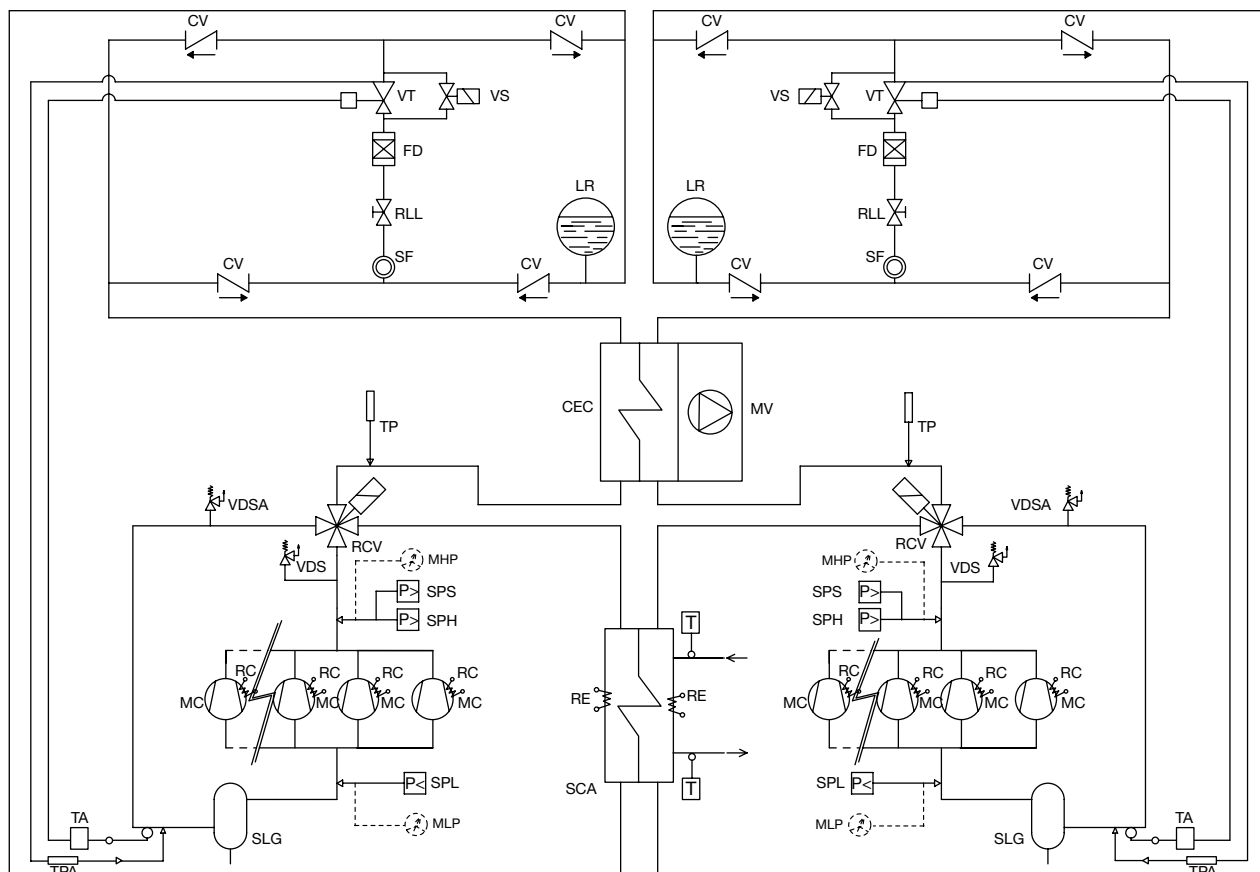 CV CV CV CV
VT VS VS VT
FD FD
LR LR
RLL RLL
SF SF
CV CV CV CV
CEC MV
TP TP
VDSA VDSA
RCV RCV
VDS VDS
MHP MHP
SPS SPS
SPH SPH
T
RC RC RC RC RC RC RC RC
MC MC MC MC MC MC MC MC
RE RE
P> P> P> P>
SPL SPL
P< P<
SCA T
MLP MLP
TA TA
SLG SLG
TPA TPA